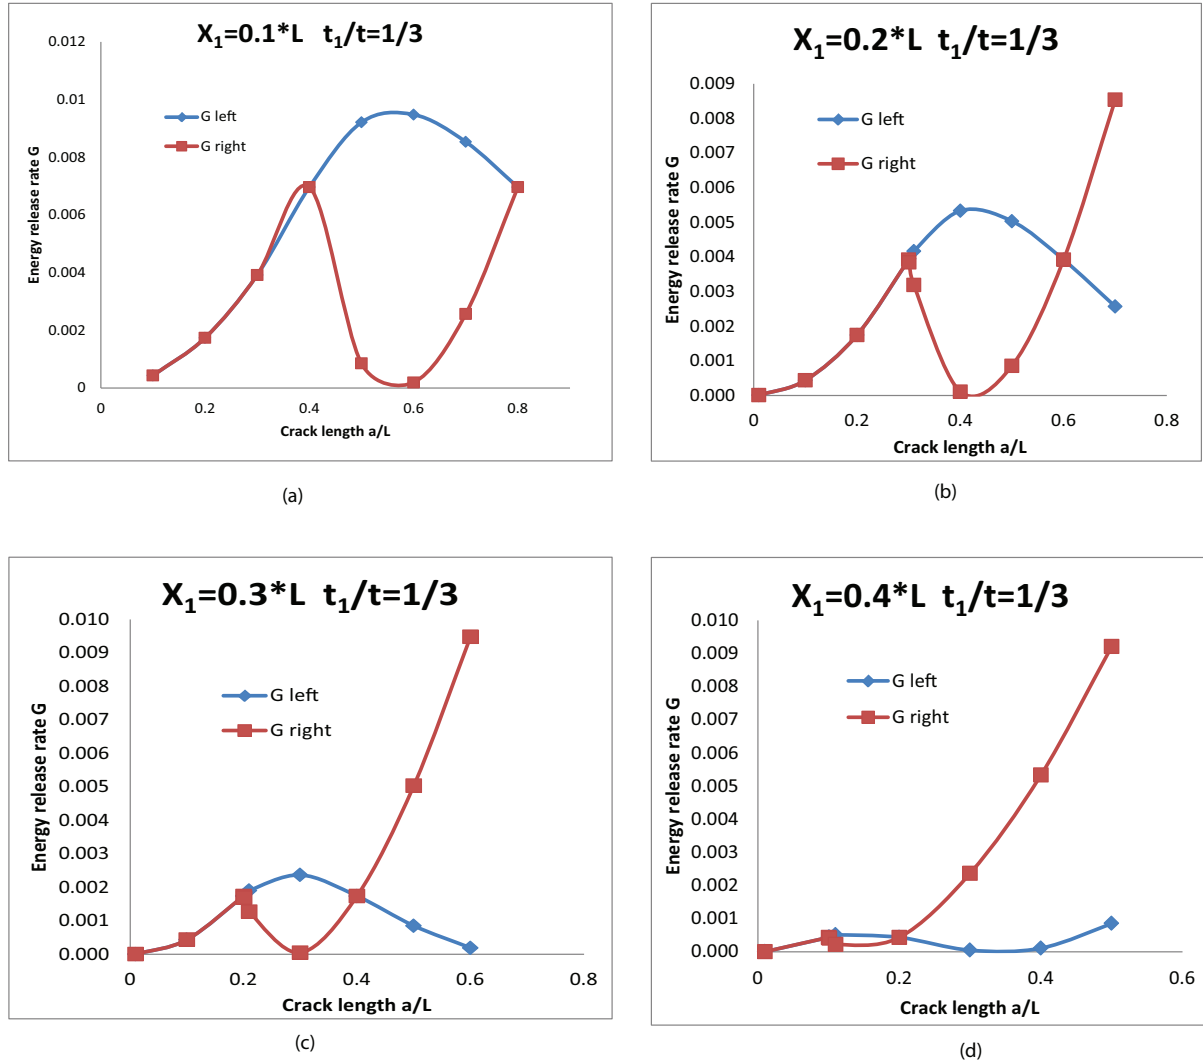 X₁=0.1*L t₁/t=1/3
0.012
0.01
0.008
0.006
0.004
0.002
0
Energy release rate G
G left
G right
0
0.2
0.4
0.6
0.8
Crack length a/L
(a)
X₁=0.2*L t₁/t=1/3
0.009
0.008
0.007
0.006
0.005
0.004
0.003
0.002
0.001
0.000
Energy release rate G
G left
G right
0
0.2
0.4
0.6
0.8
Crack length a/L
(b)
X₁=0.3*L t₁/t=1/3
0.010
0.009
0.008
0.007
0.006
0.005
0.004
0.003
0.002
0.001
0.000
Energy release rate G
G left
G right
0
0.2
0.4
0.6
0.8
Crack length a/L
(c)
X₁=0.4*L t₁/t=1/3
0.010
0.009
0.008
0.007
0.006
0.005
0.004
0.003
0.002
0.001
0.000
Energy release rate G
G left
G right
0
0.2
0.4
0.6
Crack length a/L
(d)